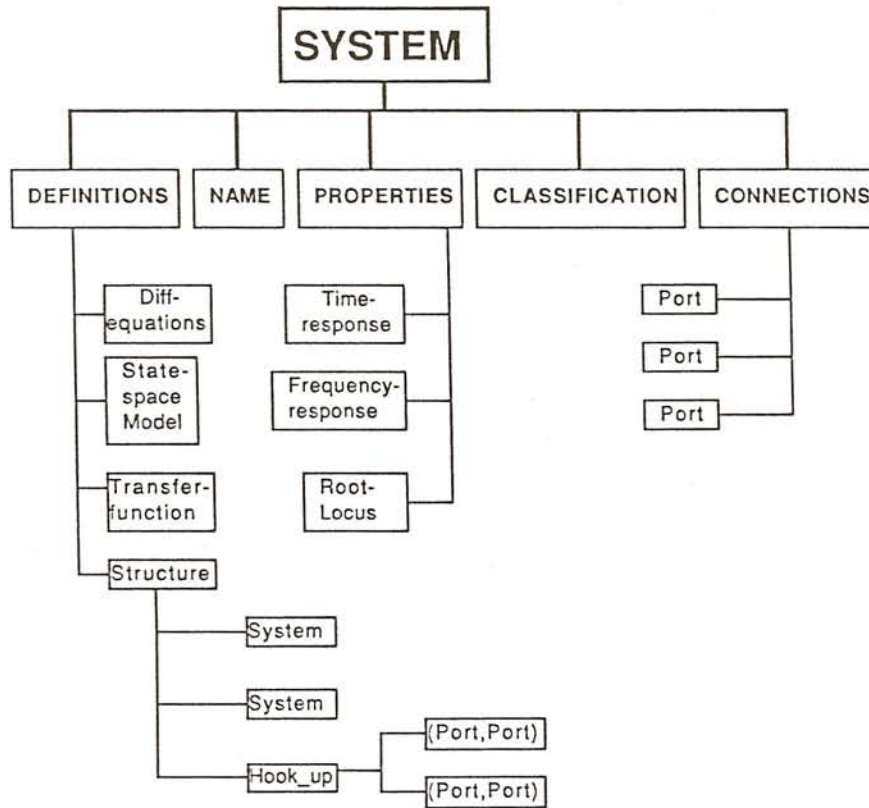 SYSTEM
DEFINITIONS
NAME
PROPERTIES
CLASSIFICATION
CONNECTIONS
Diff-
equations
State-
space
Model
Transfer-
function
Structure
System
System
Hook_up
(Port,Port)
(Port,Port)
Time-
response
Frequency-
response
Root-
Locus
Port
Port
Port